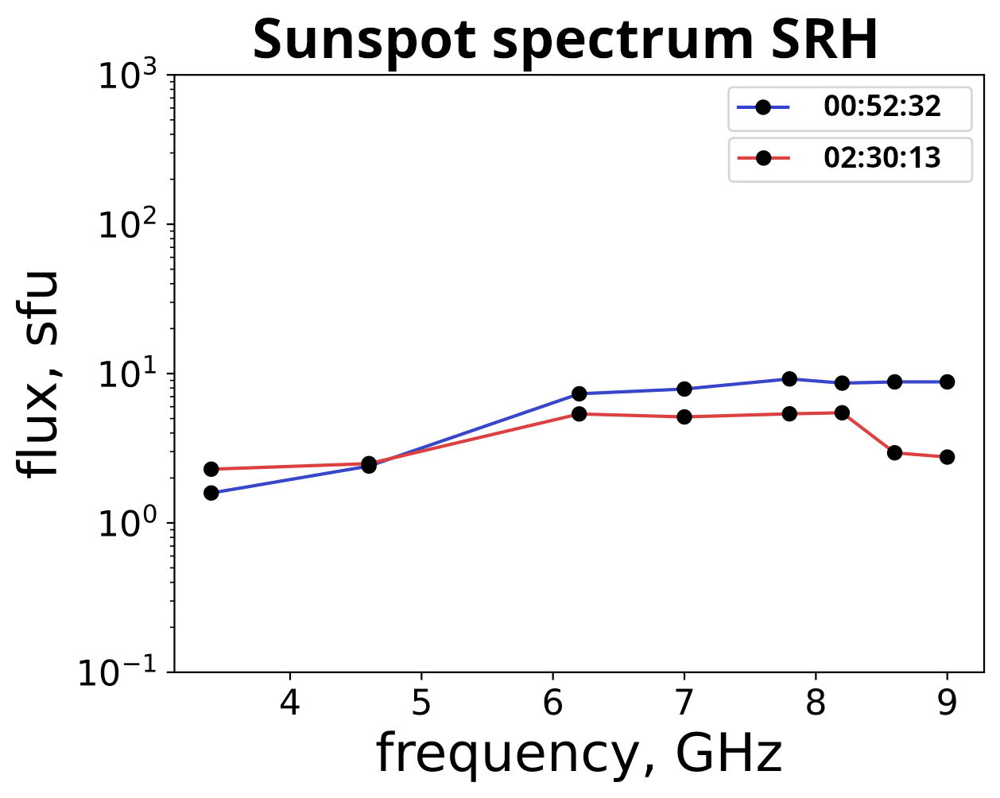 Sunspot spectrum SRH
10³
00:52:32
02:30:13
10²
10¹
10⁰
10⁻¹
flux, sfu
4 5 6 7 8 9
frequency, GHz